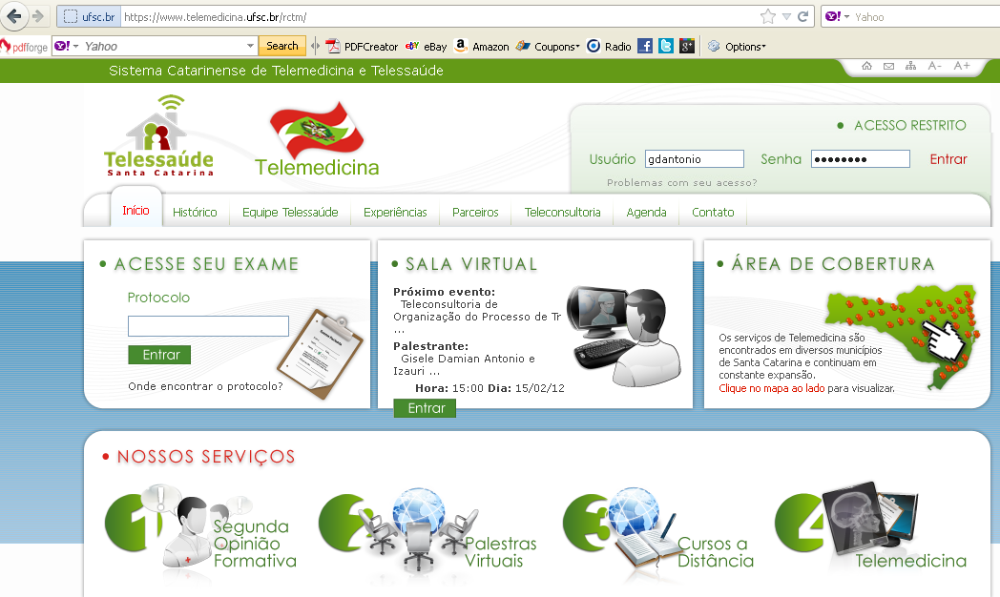 ufsc.br
https://www.telemedicina.ufsc.br/rctm/
Yahoo
pdfforge
Yahoo
Search
PDFCreator
eBay
Amazon
Coupons
Radio
Options
Sistema Catarinense de Telemedicina e Telessaúde
A-
A+
Telessaúde
Santa Catarina
Telemedicina
ACESSO RESTRITO
Usuário
gdantonio
Senha
••••••••
Entrar
Problemas com seu acesso?
Início
Histórico
Equipe Telessaúde
Experiências
Parceiros
Teleconsultoria
Agenda
Contato
ACESSE SEU EXAME
Protocolo
Entrar
Onde encontrar o protocolo?
SALA VIRTUAL
Próximo evento:
Teleconsultoria de
Organização do Processo de Tr
...
Palestrante:
Gisele Damian Antonio e
Izauri ...
Hora: 15:00 Dia: 15/02/12
Entrar
ÁREA DE COBERTURA
Os serviços de Telemedicina são
encontrados em diversos municípios
de Santa Catarina e continuam em
constante expansão.
Clique no mapa ao lado para visualizar.
NOSSOS SERVIÇOS
1
Segunda
Opinião
Formativa
2
Palestras
Virtuais
3
Cursos a
Distância
4
Telemedicina